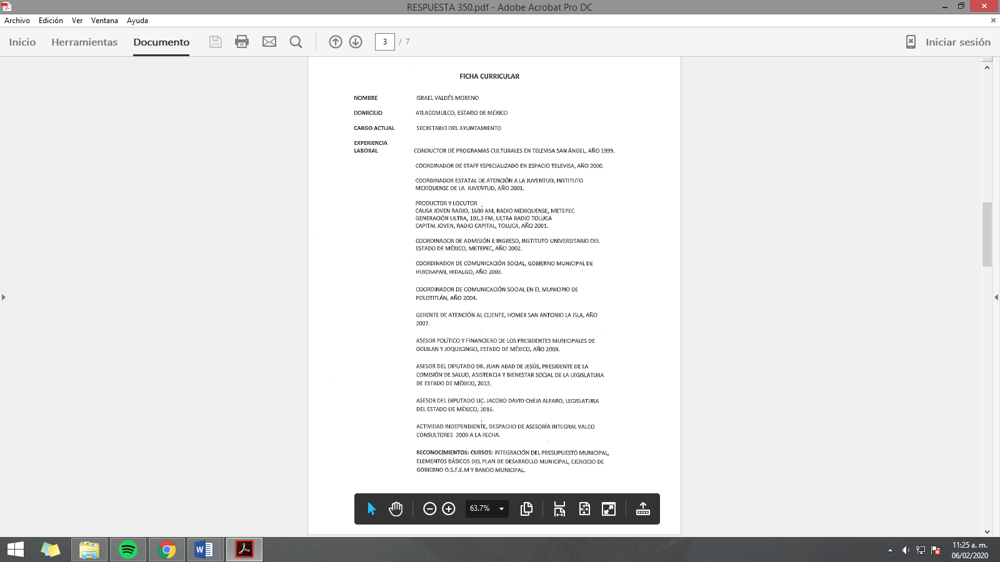 RESPUESTA 350.pdf - Adobe Acrobat Pro DC
Archivo Edición Ver Ventana Ayuda
Inicio Herramientas Documento 3 / 7 Iniciar sesión
FICHA CURRICULAR
NOMBRE ISRAEL VALDÉS MORENO
DOMICILIO ATLACOMULCO, ESTADO DE MÉXICO
CARGO ACTUAL SECRETARIO DEL AYUNTAMIENTO
EXPERIENCIA
LABORAL CONDUCTOR DE PROGRAMAS CULTURALES EN TELEVISA SAN ÁNGEL, AÑO 1999.
COORDINADOR DE STAFF ESPECIALIZADO EN ESPACIO TELEVISA, AÑO 2000.
COORDINADOR ESTATAL DE ATENCIÓN A LA JUVENTUD, INSTITUTO
MEXIQUENSE DE LA JUVENTUD, AÑO 2001.
PRODUCTOR Y LOCUTOR
CAUSA JOVEN RADIO, 1600 AM, RADIO MEXIQUENSE, METEPEC
GENERACIÓN ULTRA, 101.3 FM, ULTRA RADIO TOLUCA
CAPITAL JOVEN, RADIO CAPITAL, TOLUCA, AÑO 2001.
COORDINADOR DE ADMISIÓN E INGRESO, INSTITUTO UNIVERSITARIO DEL
ESTADO DE MÉXICO, METEPEC, AÑO 2002.
COORDINADOR DE COMUNICACIÓN SOCIAL, GOBIERNO MUNICIPAL DE
HUICHAPAN, HIDALGO, AÑO 2003.
COORDINADOR DE COMUNICACIÓN SOCIAL EN EL MUNICIPIO DE
POLOTITLÁN, AÑO 2004.
GERENTE DE ATENCIÓN AL CLIENTE, HOMEX SAN ANTONIO LA ISLA, AÑO
2007.
ASESOR POLÍTICO Y FINANCIERO DE LOS PRESIDENTES MUNICIPALES DE
OCUILAN Y JOQUICINGO, ESTADO DE MÉXICO, AÑO 2009.
ASESOR DEL DIPUTADO DR. JUAN ABAD DE JESÚS, PRESIDENTE DE LA
COMISIÓN DE SALUD, ASISTENCIA Y BIENESTAR SOCIAL DE LA LEGISLATURA
DE ESTADO DE MÉXICO, 2013.
ASESOR DEL DIPUTADO LIC. JACOBO DAVID CHEJA ALFARO, LEGISLATURA
DEL ESTADO DE MÉXICO, 2016.
ACTIVIDAD INDEPENDIENTE, DESPACHO DE ASESORÍA INTEGRAL VALCO
CONSULTORES 2009 A LA FECHA.
RECONOCIMIENTOS: CURSOS: INTEGRACIÓN DEL PRESUPUESTO MUNICIPAL,
ELEMENTOS BÁSICOS DEL PLAN DE DESARROLLO MUNICIPAL, EJERCICIO DE
GOBIERNO O.S.F.E.M Y BANDO MUNICIPAL.
63.7%
11:25 a. m.
06/02/2020